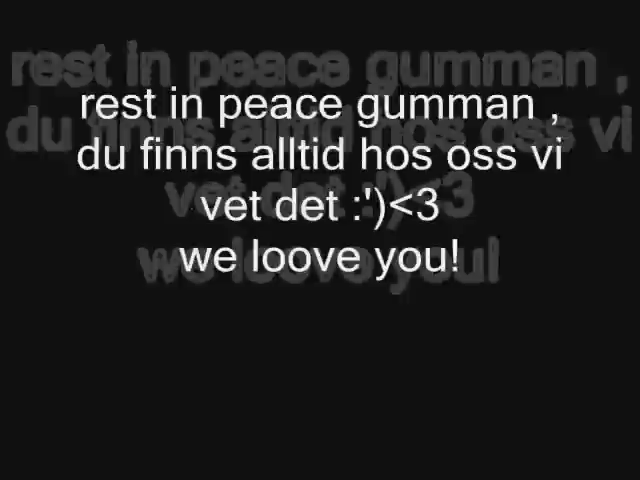 rest in peace gumman ,
du finns alltid hos oss vi
vet det :')<3
we loove you!